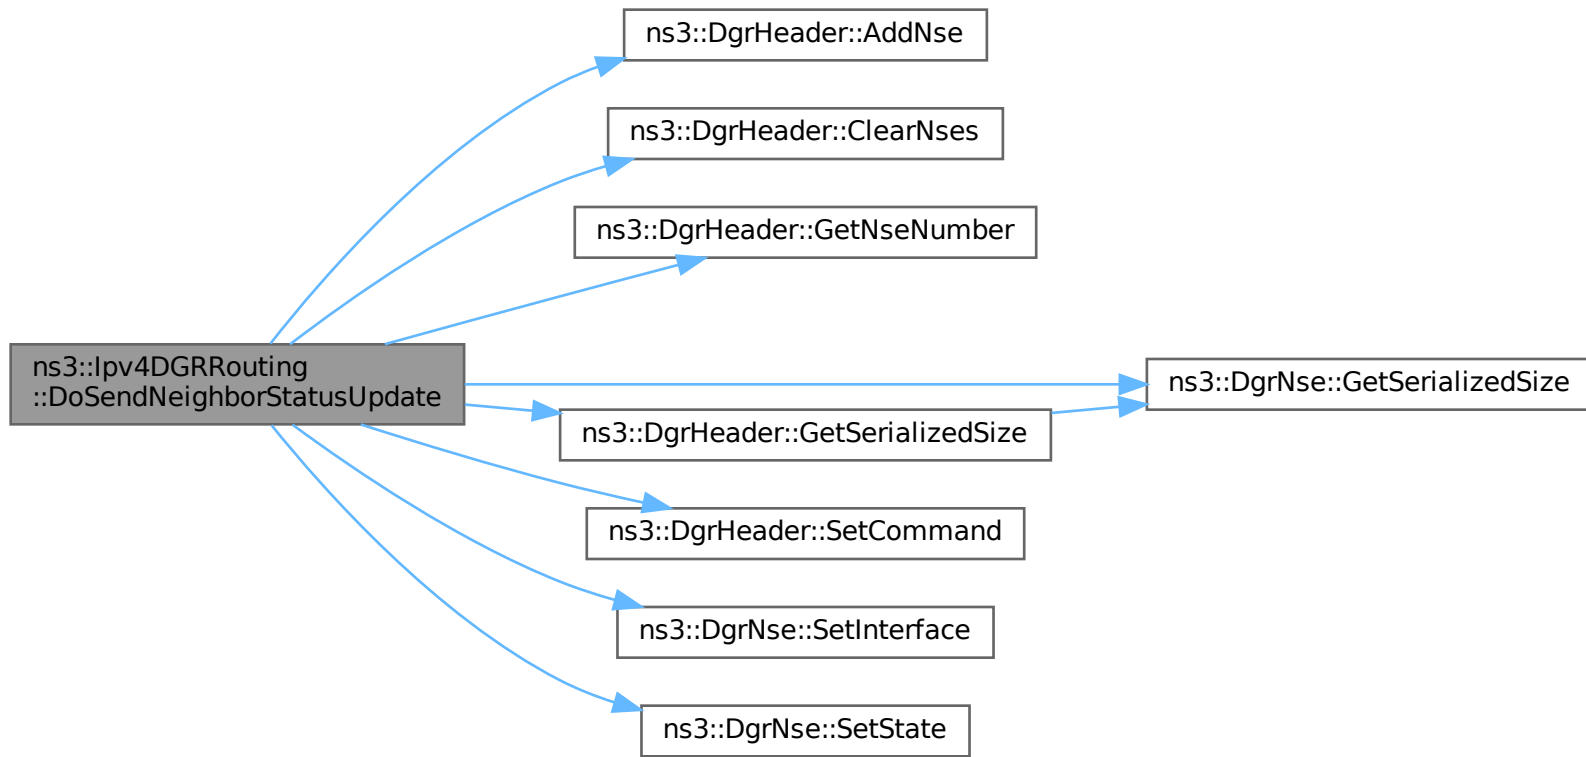 ns3::DgrHeader::AddNse
ns3::DgrHeader::ClearNses
ns3::DgrHeader::GetNseNumber
ns3::Ipv4DGRRouting
::DoSendNeighborStatusUpdate
ns3::DgrNse::GetSerializedSize
ns3::DgrHeader::GetSerializedSize
ns3::DgrHeader::SetCommand
ns3::DgrNse::SetInterface
ns3::DgrNse::SetState